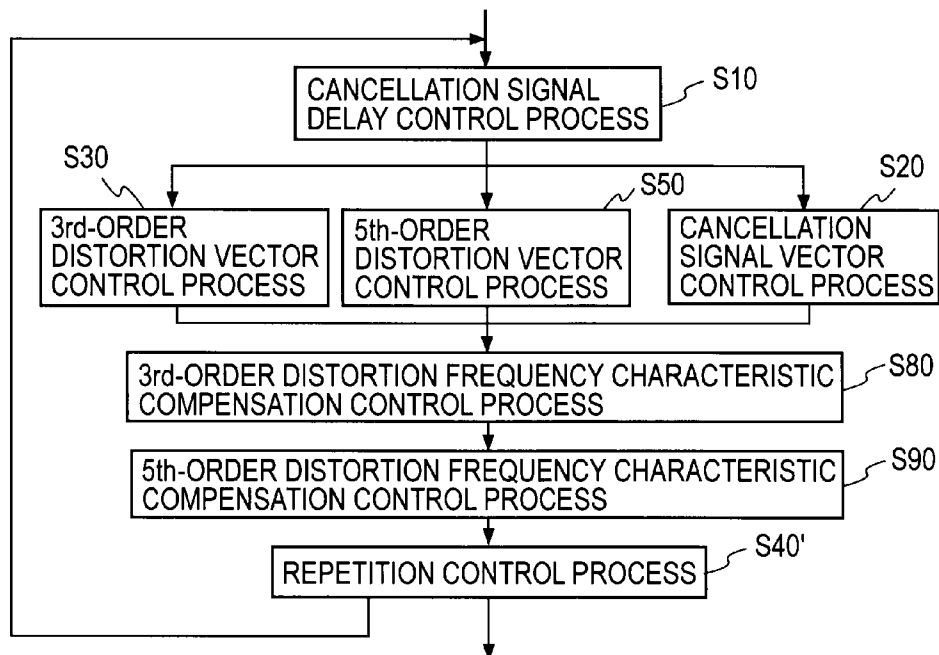 CANCELLATION SIGNAL
DELAY CONTROL PROCESS
S10
S30
3rd-ORDER
DISTORTION VECTOR
CONTROL PROCESS
S50
5th-ORDER
DISTORTION VECTOR
CONTROL PROCESS
S20
CANCELLATION
SIGNAL VECTOR
CONTROL PROCESS
3rd-ORDER DISTORTION FREQUENCY CHARACTERISTIC
COMPENSATION CONTROL PROCESS
S80
5th-ORDER DISTORTION FREQUENCY CHARACTERISTIC
COMPENSATION CONTROL PROCESS
S90
REPETITION CONTROL PROCESS
S40'